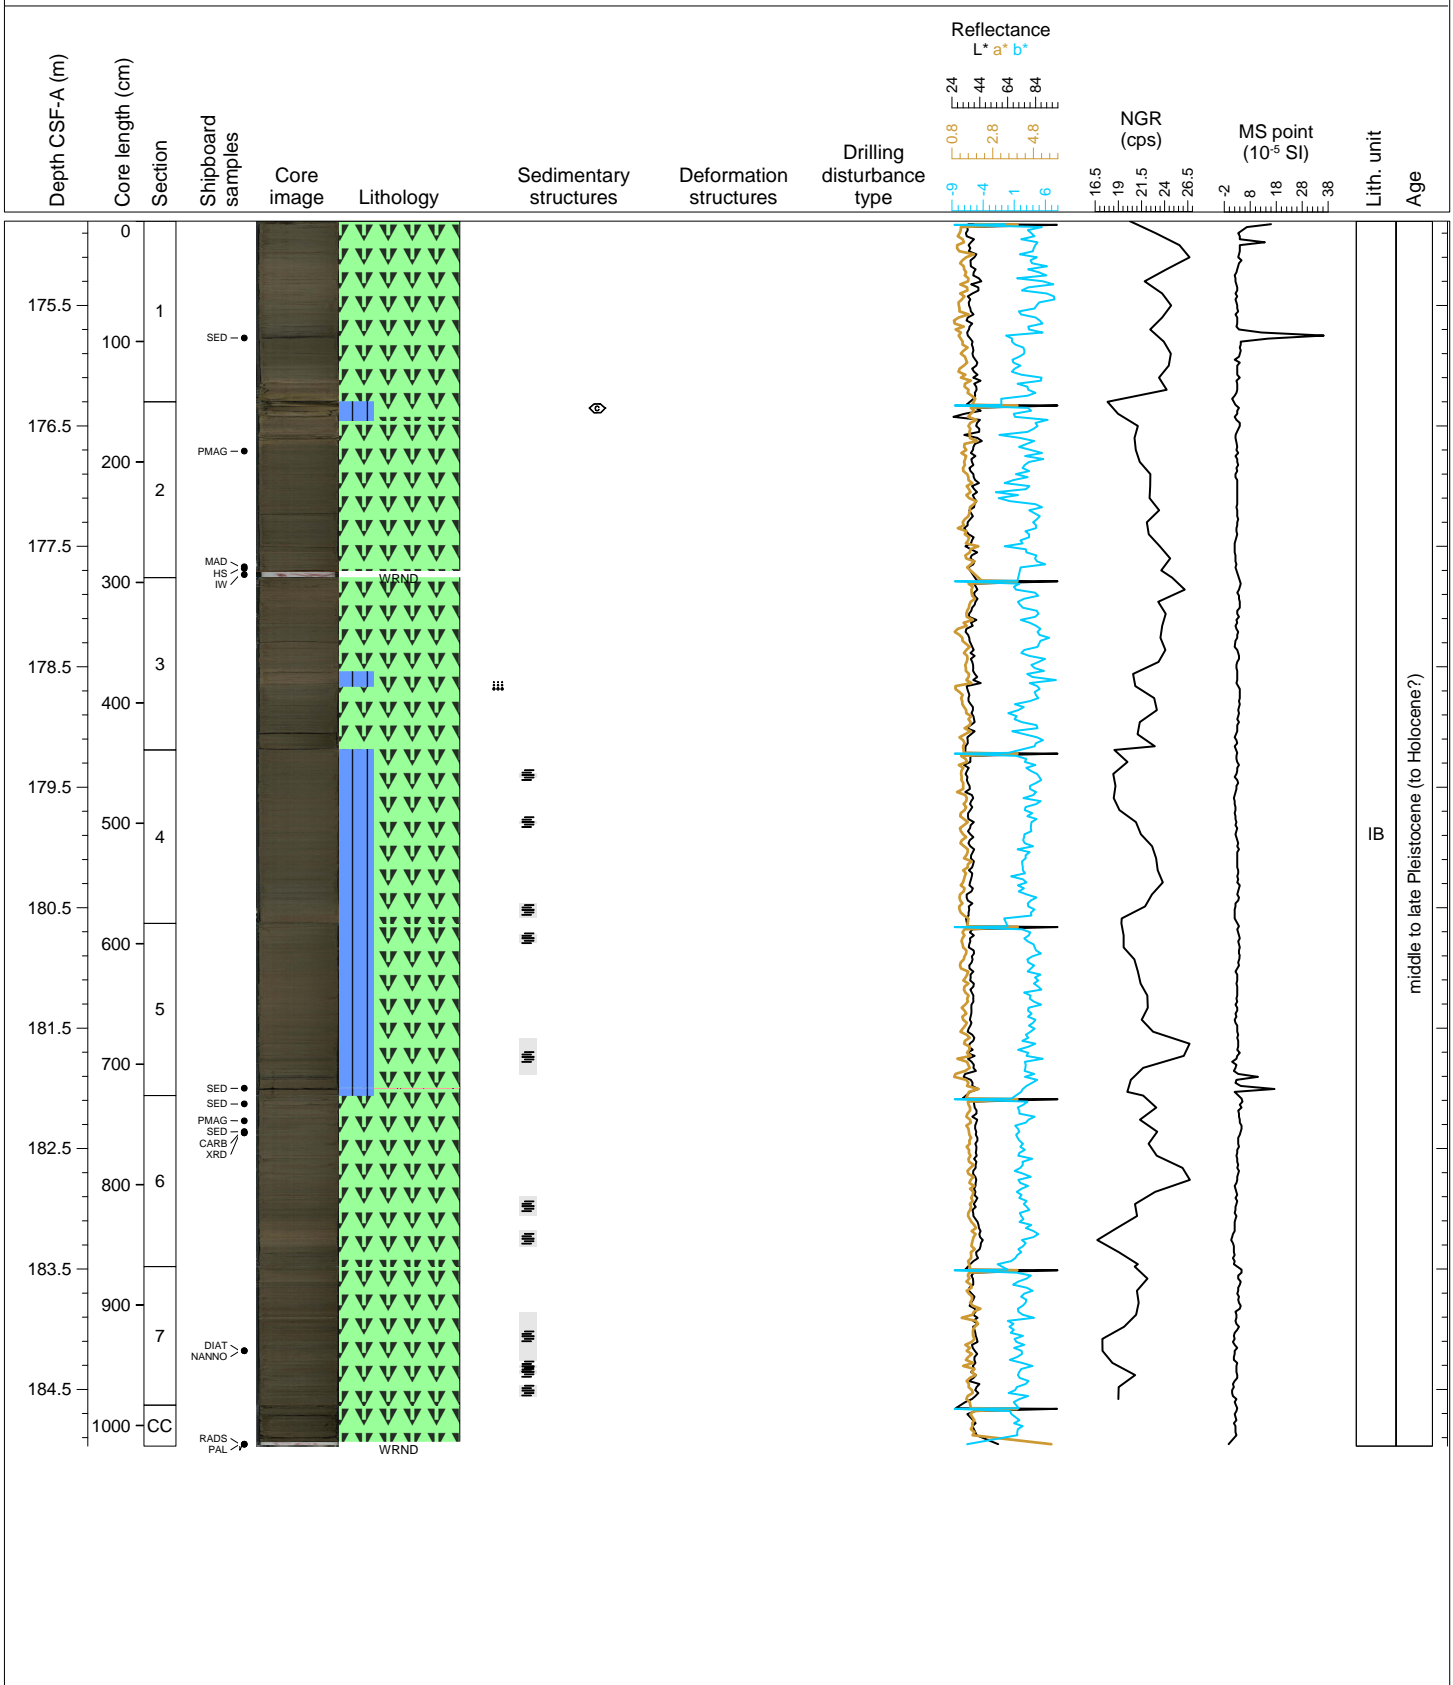 Depth CSF-A (m)
Core length (cm)
Section
Shipboard
samples
Core
image
Lithology
Sedimentary
structures
Deformation
structures
Drilling
disturbance
type
Reflectance
L* a* b*
24 44 64 84
0.8 2.8 4.8
-9 -4 1 6
NGR
(cps)
16.5 19 21.5 24 26.5
MS point
(10-5 SI)
-2 8 18 28 38
Lith. unit
Age
0
175.5
1
100
SED
176.5
c
PMAG
200
2
177.5
MAD
HS
IW
300
WRND
178.5
3
400
179.5
500
4
IB
middle to late Pleistocene (to Holocene?)
180.5
600
5
181.5
700
SED
SED
PMAG
SED
CARB
XRD
182.5
800
6
183.5
900
7
DIAT
NANNO
184.5
1000
CC
RADS
PAL
WRND